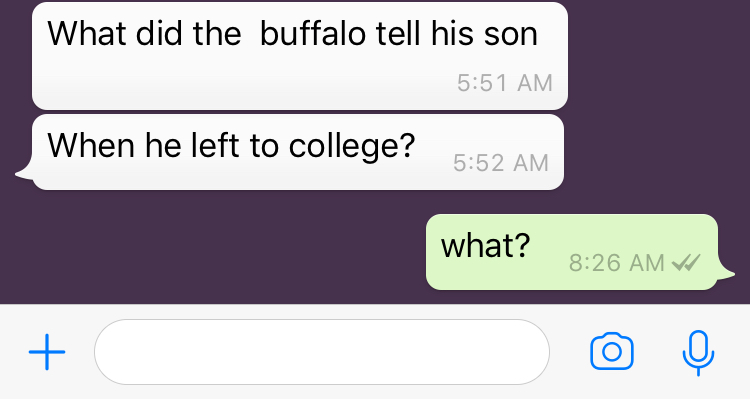 What did the  buffalo tell his son
5:51 AM
When he left to college?
5:52 AM
what?
8:26 AM